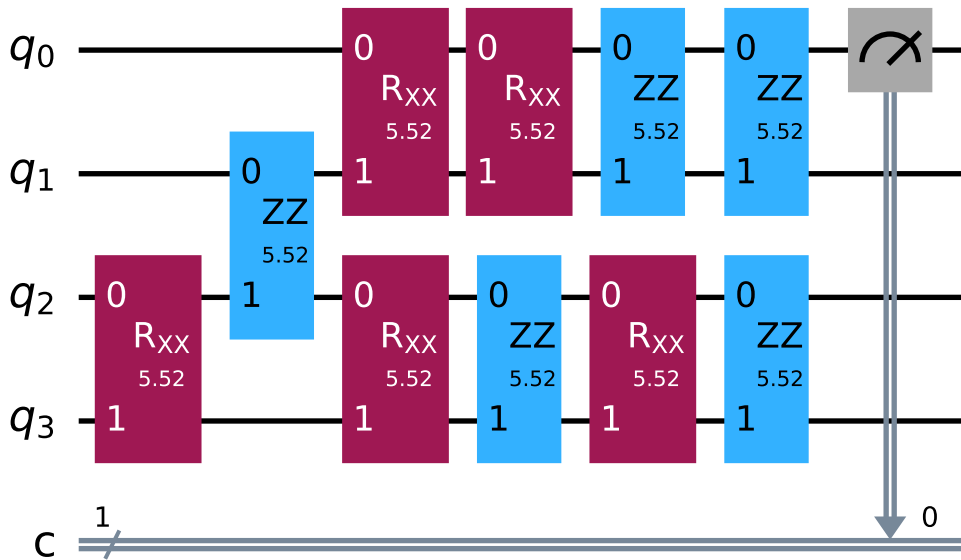 q0 0 0 0 0
RXX RXX ZZ ZZ
5.52 5.52 5.52 5.52
q1 0 1 1 1 1
ZZ
5.52
q2 0 1 0 0 0 0
RXX RXX ZZ RXX ZZ
5.52 5.52 5.52 5.52 5.52
q3 1 1 1 1 1
1 0
c